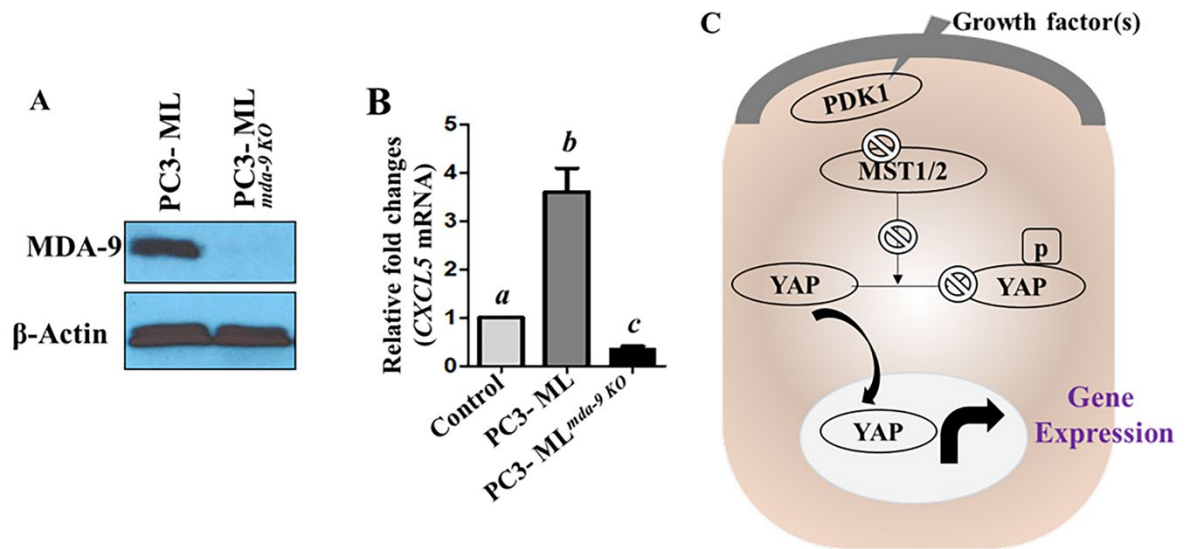 A
PC3- ML
PC3- ML
mda-9 KO
MDA-9
β-Actin
B
Relative fold changes
(CXCL5 mRNA)
5
4
3
2
1
0
a
b
c
Control
PC3- ML
PC3- ML mda-9 KO
C
Growth factor(s)
PDK1
MST1/2
p
YAP
YAP
YAP
Gene
Expression